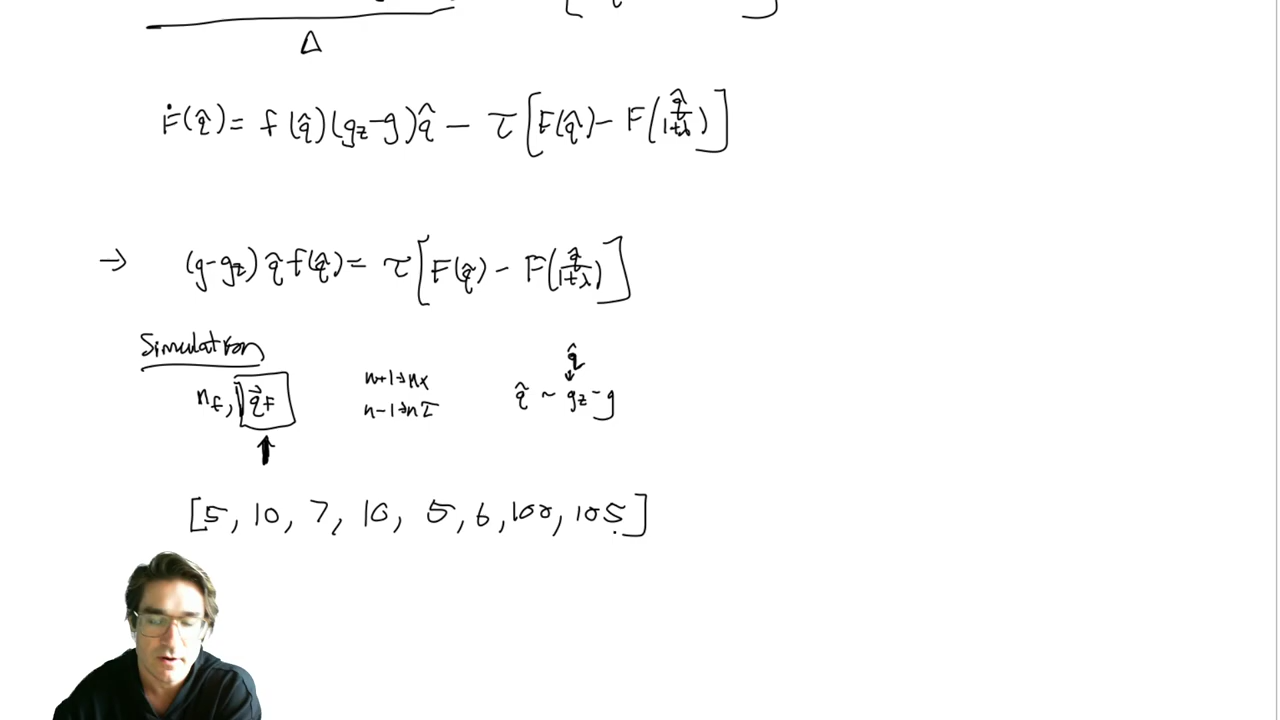 Δ
Ḟ(q̂) = f(q̂)(g_z-g)q̂ - τ[F(q̂) - F(q̂/1+λ)]
→ (g-g_z) q̂ f(q̂) = τ[F(q̂) - F(q̂/1+λ)]
Simulation
q̂
n_f, q⃗_f n+1→nx q̂ ~ g_z-g
n-1→nI
[5, 10, 7, 10, 5, 6, 100, 105]